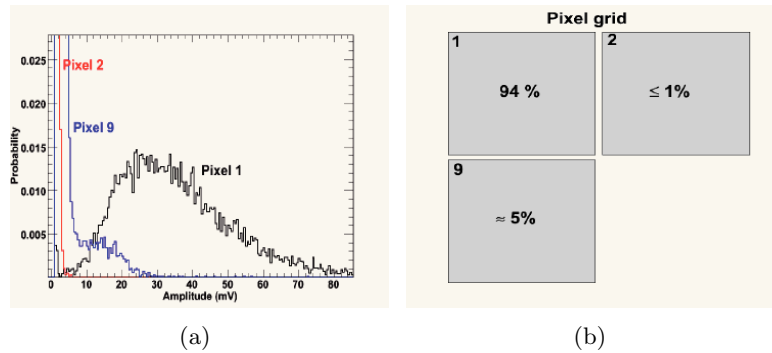 Pixel 2
Pixel 9
Pixel 1
Probability
0.025
0.020
0.015
0.010
0.005
0 10 20 30 40 50 60 70 80
Amplitude (mV)
(a)
Pixel grid
1
94 %
2
≤ 1%
9
≈ 5%
(b)